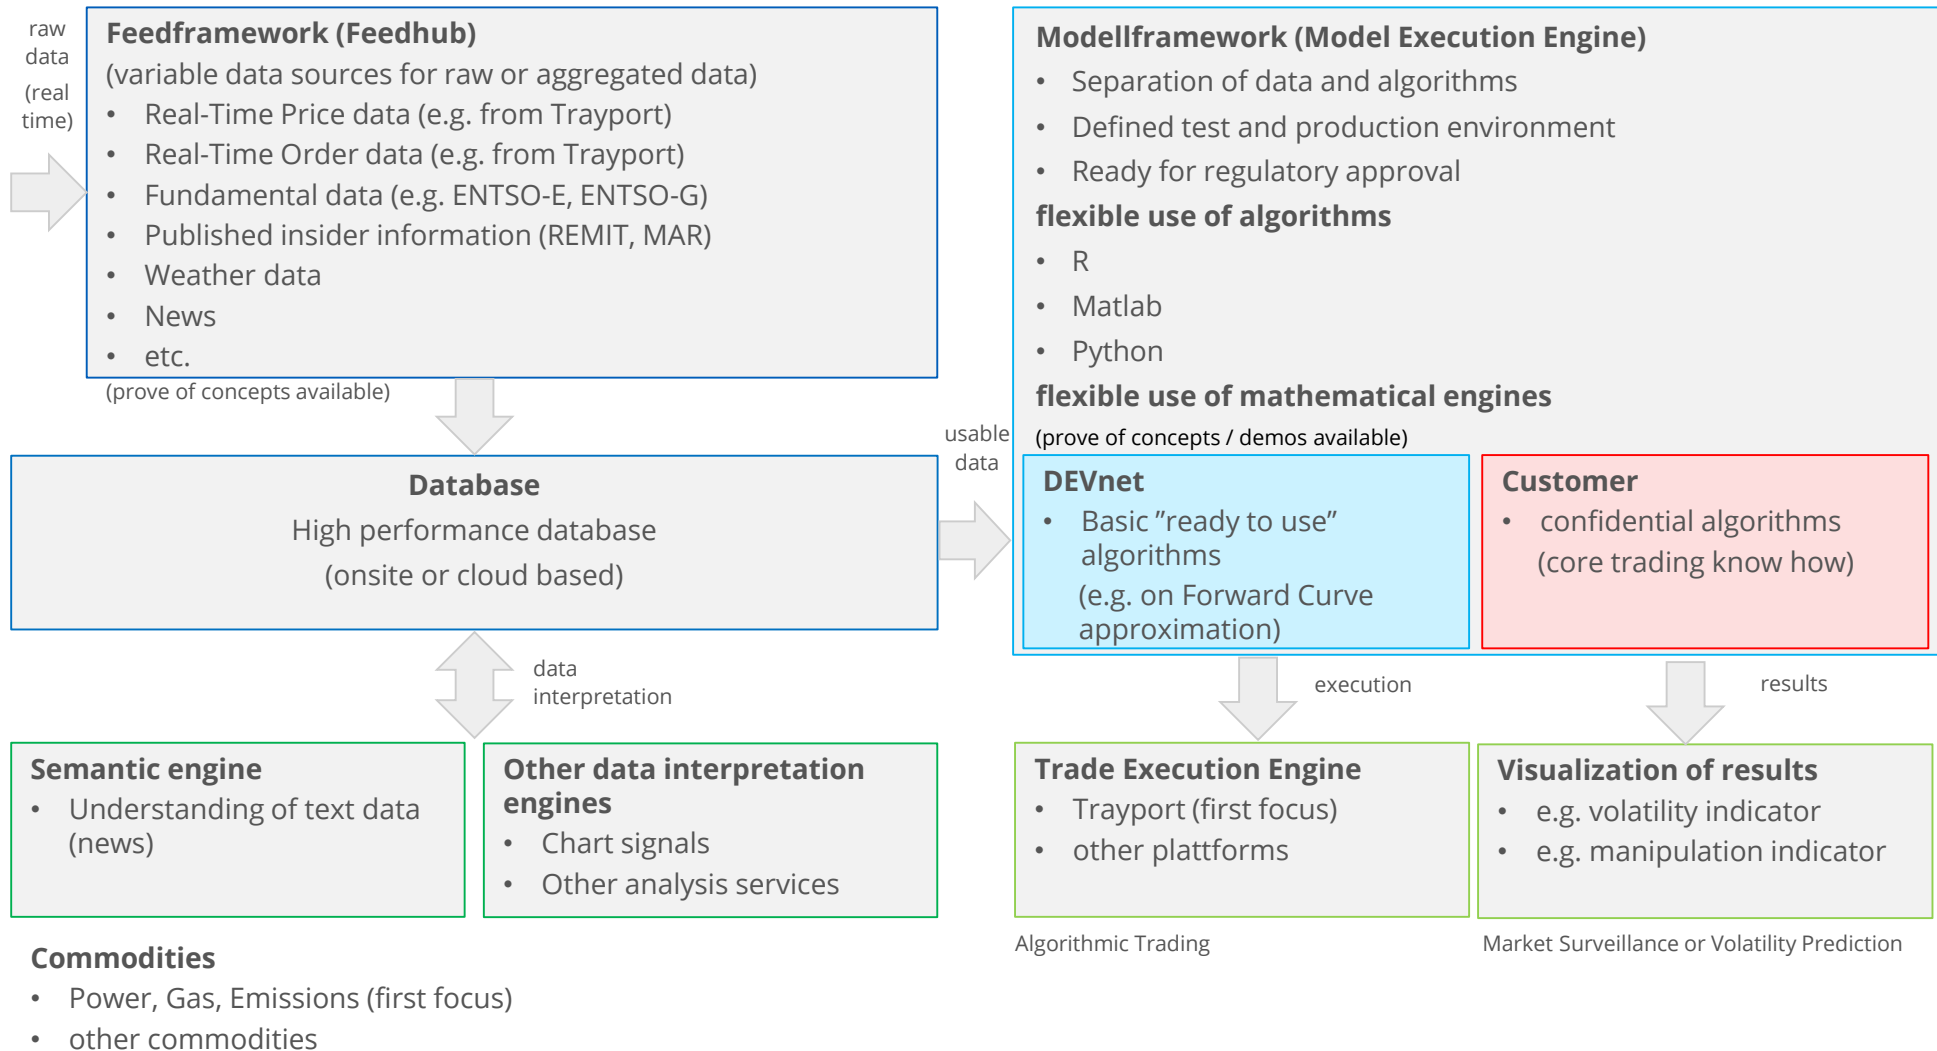 raw
data
(real
time)
Feedframework (Feedhub)
(variable data sources for raw or aggregated data)
• Real-Time Price data (e.g. from Trayport)
• Real-Time Order data (e.g. from Trayport)
• Fundamental data (e.g. ENTSO-E, ENTSO-G)
• Published insider information (REMIT, MAR)
• Weather data
• News
• etc.
(prove of concepts available)
Database
High performance database
(onsite or cloud based)
usable
data
data
interpretation
Semantic engine
• Understanding of text data
(news)
Other data interpretation
engines
• Chart signals
• Other analysis services
Commodities
• Power, Gas, Emissions (first focus)
• other commodities
Modellframework (Model Execution Engine)
• Separation of data and algorithms
• Defined test and production environment
• Ready for regulatory approval
flexible use of algorithms
• R
• Matlab
• Python
flexible use of mathematical engines
(prove of concepts / demos available)
DEVnet
• Basic ”ready to use”
algorithms
(e.g. on Forward Curve
approximation)
Customer
• confidential algorithms
(core trading know how)
execution
results
Trade Execution Engine
• Trayport (first focus)
• other plattforms
Algorithmic Trading
Visualization of results
• e.g. volatility indicator
• e.g. manipulation indicator
Market Surveillance or Volatility Prediction